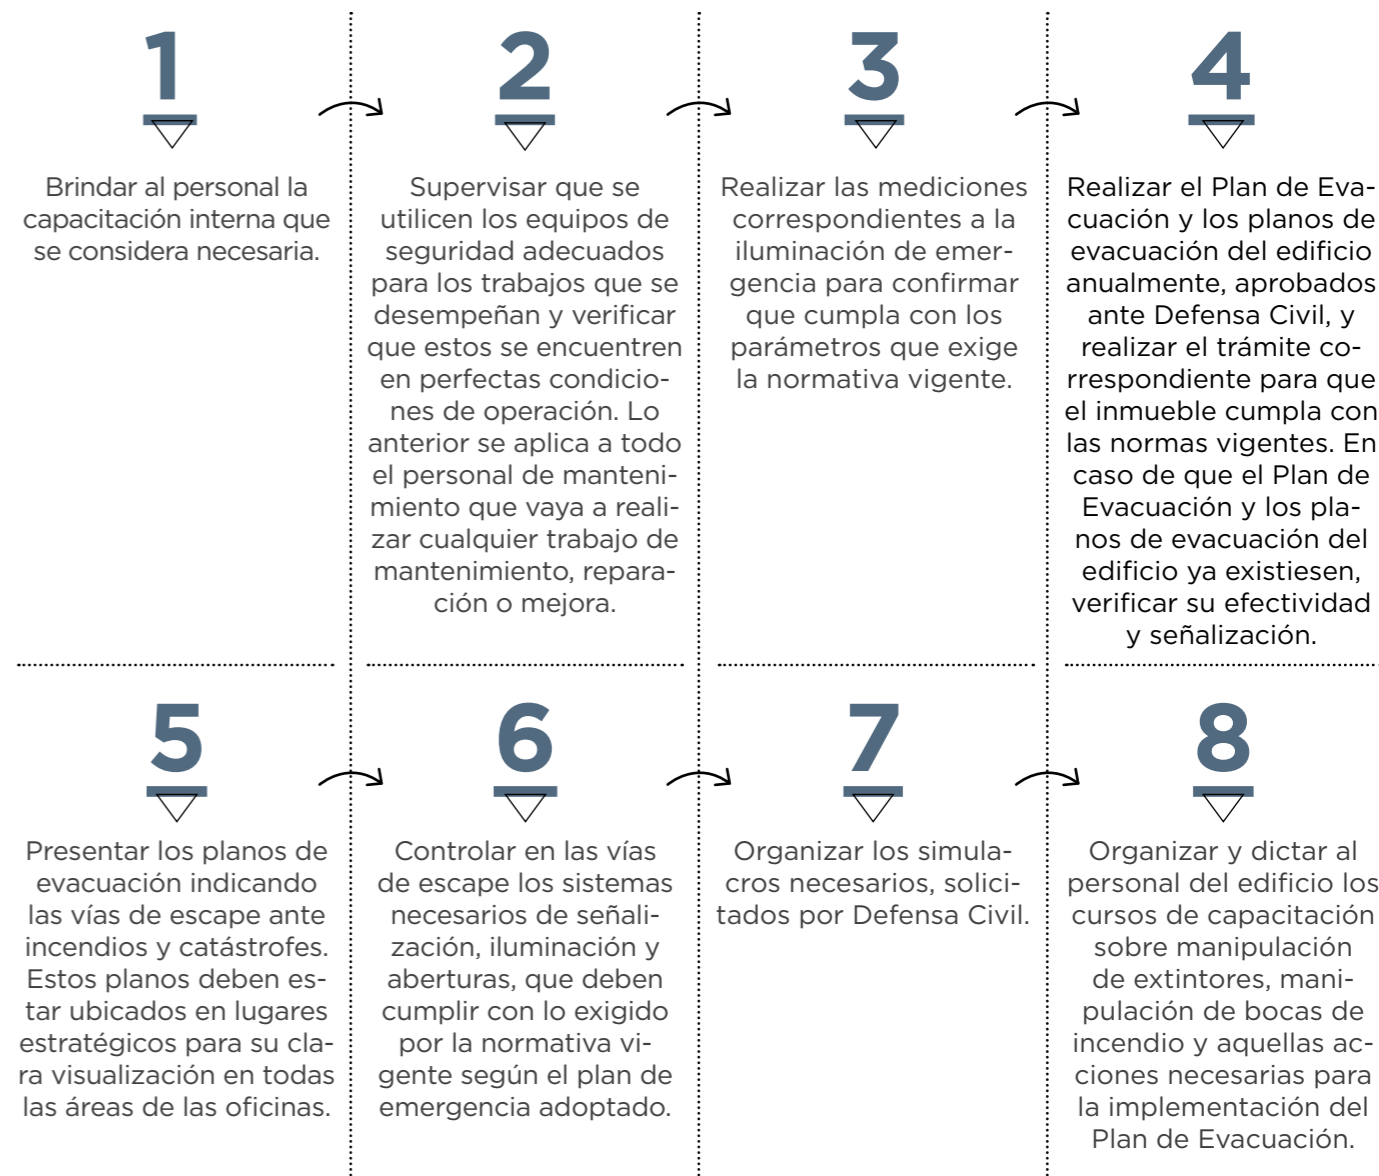 1
Brindar al personal la
capacitación interna que
se considera necesaria.
2
Supervisar que se
utilicen los equipos de
seguridad adecuados
para los trabajos que se
desempeñan y verificar
que estos se encuentren
en perfectas condicio-
nes de operación. Lo
anterior se aplica a todo
el personal de manteni-
miento que vaya a reali-
zar cualquier trabajo de
mantenimiento, repara-
ción o mejora.
3
Realizar las mediciones
correspondientes a la
iluminación de emer-
gencia para confirmar
que cumpla con los
parámetros que exige
la normativa vigente.
4
Realizar el Plan de Eva-
cuación y los planos de
evacuación del edificio
anualmente, aprobados
ante Defensa Civil, y
realizar el trámite co-
rrespondiente para que
el inmueble cumpla con
las normas vigentes. En
caso de que el Plan de
Evacuación y los pla-
nos de evacuación del
edificio ya existiesen,
verificar su efectividad
y señalización.
5
Presentar los planos de
evacuación indicando
las vías de escape ante
incendios y catástrofes.
Estos planos deben es-
tar ubicados en lugares
estratégicos para su cla-
ra visualización en todas
las áreas de las oficinas.
6
Controlar en las vías
de escape los sistemas
necesarios de señali-
zación, iluminación y
aberturas, que deben
cumplir con lo exigido
por la normativa vi-
gente según el plan de
emergencia adoptado.
7
Organizar los simula-
cros necesarios, solici-
tados por Defensa Civil.
8
Organizar y dictar al
personal del edificio los
cursos de capacitación
sobre manipulación
de extintores, mani-
pulación de bocas de
incendio y aquellas ac-
ciones necesarias para
la implementación del
Plan de Evacuación.